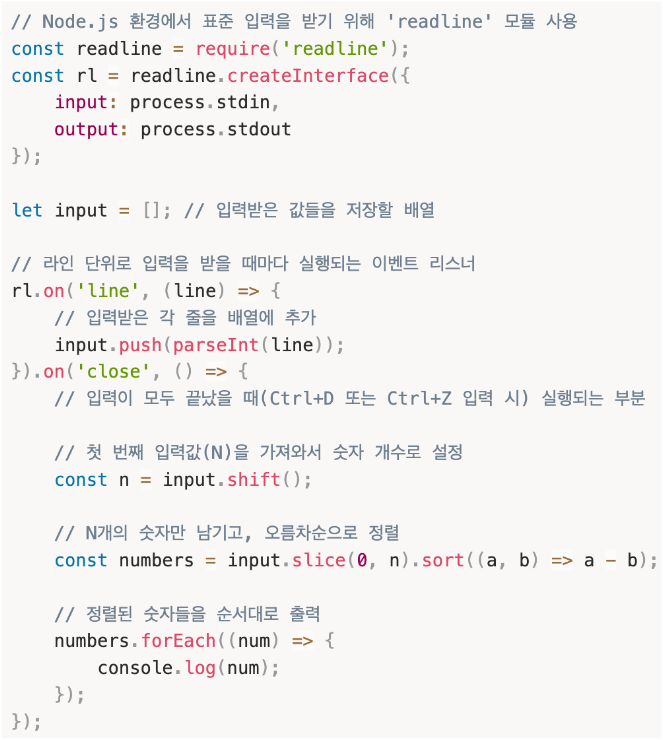 // Node.js 환경에서 표준 입력을 받기 위해 'readline' 모듈 사용
const readline = require('readline');
const rl = readline.createInterface({
    input: process.stdin,
    output: process.stdout
});

let input = []; // 입력받은 값들을 저장할 배열

// 라인 단위로 입력을 받을 때마다 실행되는 이벤트 리스너
rl.on('line', (line) => {
    // 입력받은 각 줄을 배열에 추가
    input.push(parseInt(line));
}).on('close', () => {
    // 입력이 모두 끝났을 때(Ctrl+D 또는 Ctrl+Z 입력 시) 실행되는 부분

    // 첫 번째 입력값(N)을 가져와서 숫자 개수로 설정
    const n = input.shift();

    // N개의 숫자만 남기고, 오름차순으로 정렬
    const numbers = input.slice(0, n).sort((a, b) => a - b);

    // 정렬된 숫자들을 순서대로 출력
    numbers.forEach((num) => {
        console.log(num);
    });
});